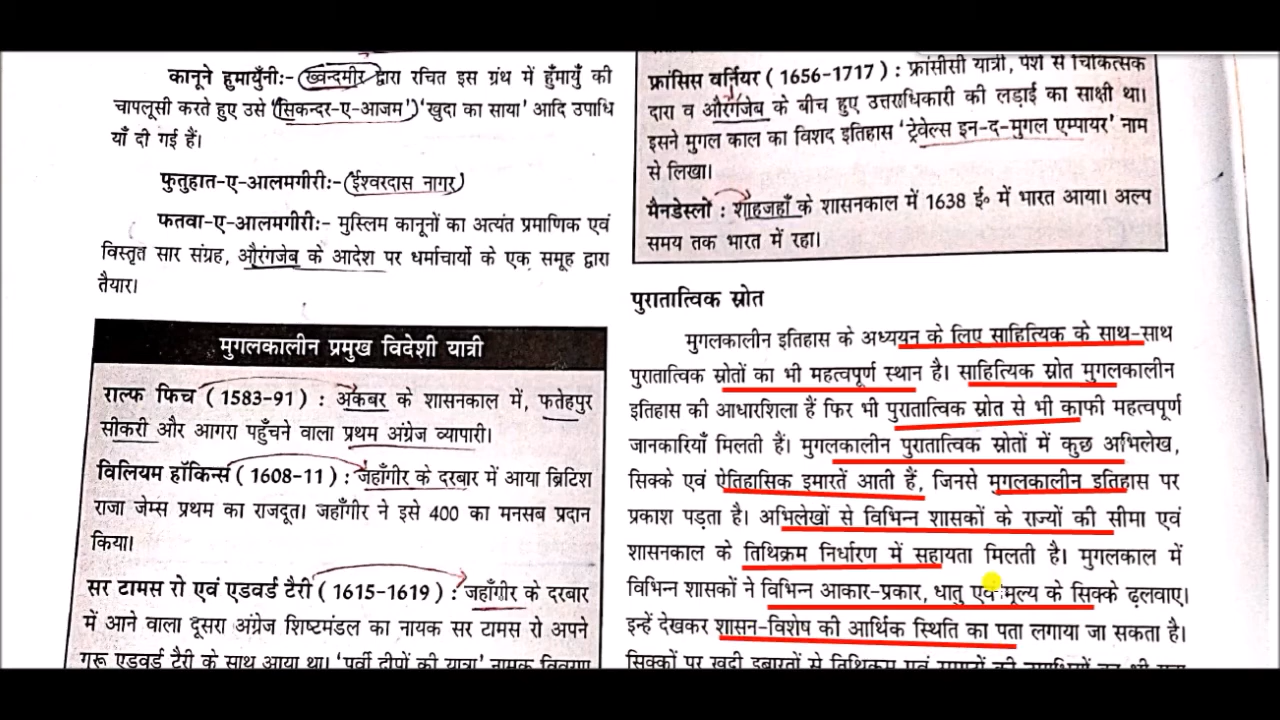 कानूने हुमायुँनी:- ख्वन्दमीर द्वारा रचित इस ग्रंथ में हुँमायुँ की
चापलूसी करते हुए उसे 'सिकन्दर-ए-आजम' 'खुदा का साया' आदि उपाधि
याँ दी गई हैं।
फुतुहात-ए-आलमगीरी:- (ईश्वरदास नागर)
फतवा-ए-आलमगीरी:- मुस्लिम कानूनों का अत्यंत प्रमाणिक एवं
विस्तृत सार संग्रह, औरंगजेब के आदेश पर धर्माचार्यो के एक समूह द्वारा
तैयार।
मुगलकालीन प्रमुख विदेशी यात्री
राल्फ फिच (1583-91) : अकबर के शासनकाल में, फतेहपुर
सीकरी और आगरा पहुँचने वाला प्रथम अंग्रेज व्यापारी।
विलियम हॉकिन्स (1608-11) : जहाँगीर के दरबार में आया ब्रिटिश
राजा जेम्स प्रथम का राजदूत। जहाँगीर ने इसे 400 का मनसब प्रदान
किया।
सर टामस रो एवं एडवर्ड टैरी (1615-1619) : जहाँगीर के दरबार
में आने वाला दूसरा अंग्रेज शिष्टमंडल का नायक सर टामस रो अपने
गुरू एडवर्ड टैरी के साथ आया था। 'पूर्वी द्वीपों की यात्रा' नामक विवरण
फ्रांसिस वर्नियर (1656-1717) : फ्रांसीसी यात्री, पेशे से चिकित्सक
दारा व औरंगजेब के बीच हुए उत्तराधिकारी की लड़ाई का साक्षी था।
इसने मुगल काल का विशद इतिहास 'ट्रेवेल्स इन-द-मुगल एम्पायर' नाम
से लिखा।
मैनडेस्लो : शाहजहाँ के शासनकाल में 1638 ई० में भारत आया। अल्प
समय तक भारत में रहा।
पुरातात्विक स्रोत
मुगलकालीन इतिहास के अध्ययन के लिए साहित्यिक के साथ-साथ
पुरातात्विक स्रोतों का भी महत्वपूर्ण स्थान है। साहित्यिक स्रोत मुगलकालीन
इतिहास की आधारशिला हैं फिर भी पुरातात्विक स्रोत से भी काफी महत्वपूर्ण
जानकारियाँ मिलती हैं। मुगलकालीन पुरातात्विक स्रोतों में कुछ अभिलेख,
सिक्के एवं ऐतिहासिक इमारतें आती हैं, जिनसे मुगलकालीन इतिहास पर
प्रकाश पड़ता है। अभिलेखों से विभिन्न शासकों के राज्यों की सीमा एवं
शासनकाल के तिथिक्रम निर्धारण में सहायता मिलती है। मुगलकाल में
विभिन्न शासकों ने विभिन्न आकार-प्रकार, धातु एवं मूल्य के सिक्के ढ़लवाए।
इन्हें देखकर शासन-विशेष की आर्थिक स्थिति का पता लगाया जा सकता है।
सिक्कों पर खुदी इबारतों से तिथिक्रम एवं